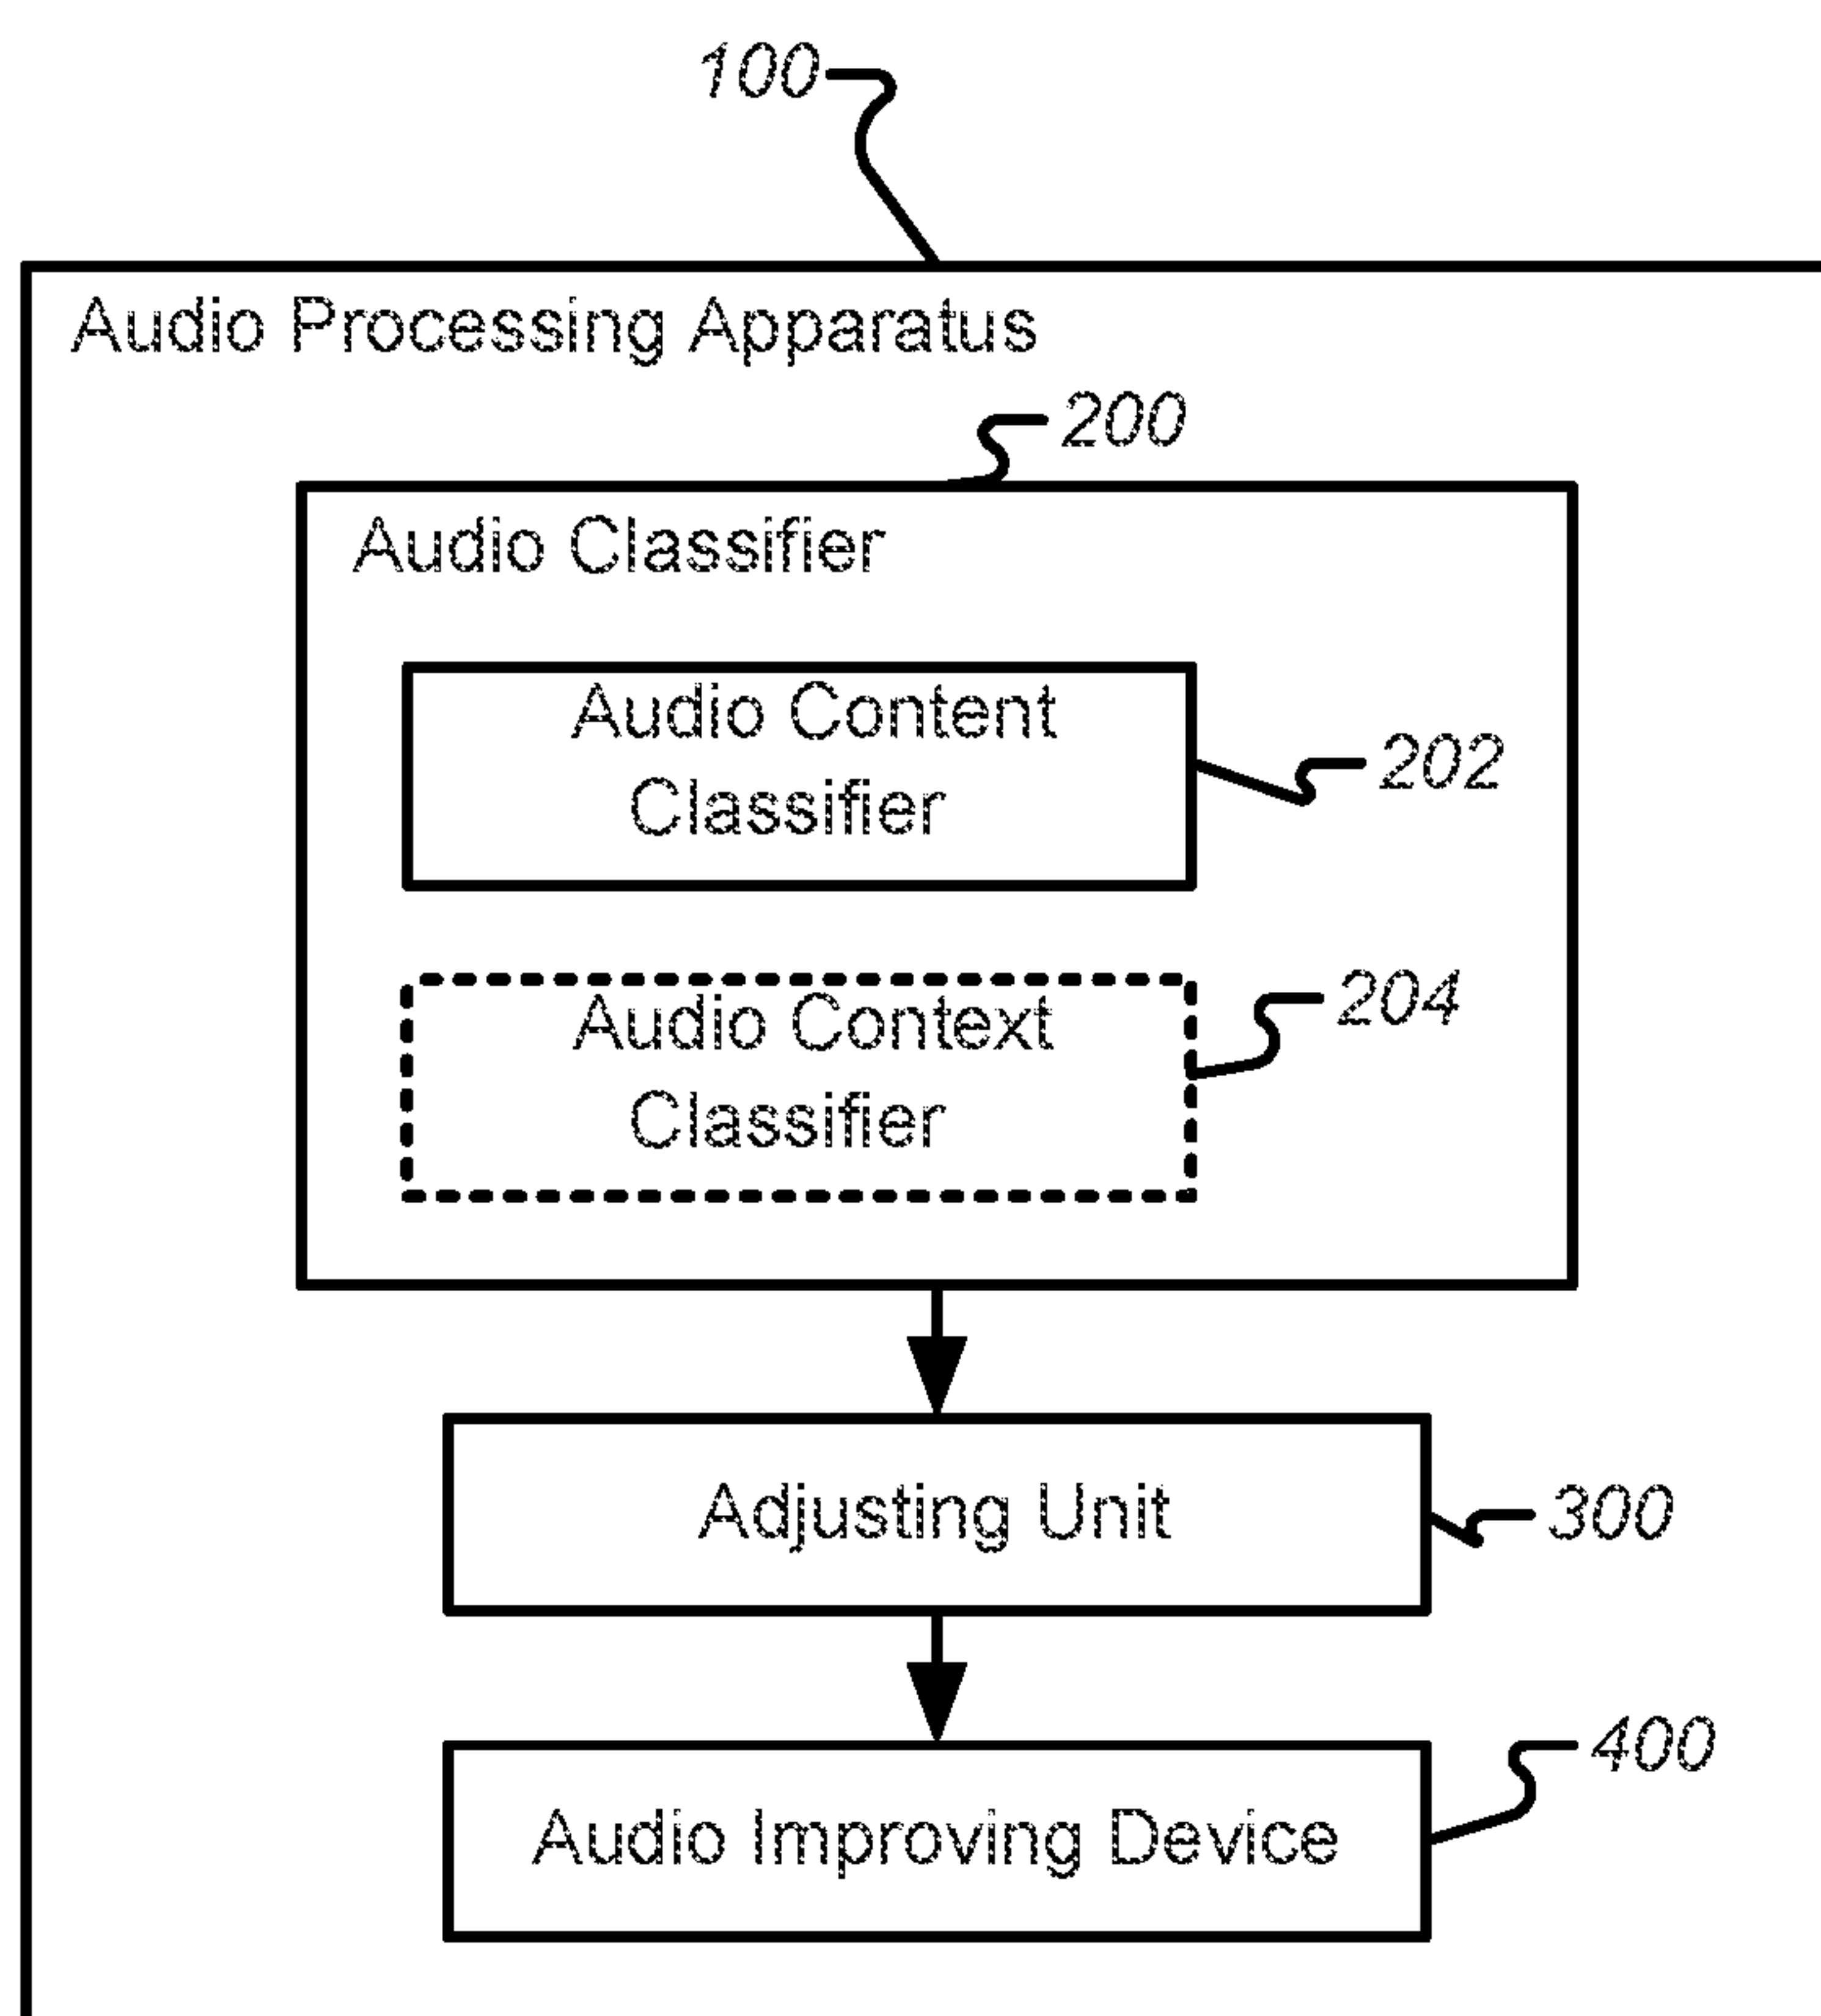 100
Audio Processing Apparatus
200
Audio Classifier
Audio Content
Classifier
202
Audio Context
Classifier
204
Adjusting Unit
300
Audio Improving Device
400